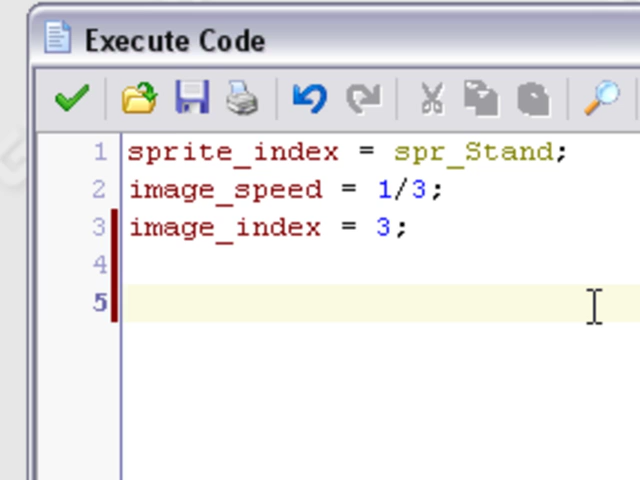 Execute Code
1 sprite_index = spr_Stand;
2 image_speed = 1/3;
3 image_index = 3;
4
5